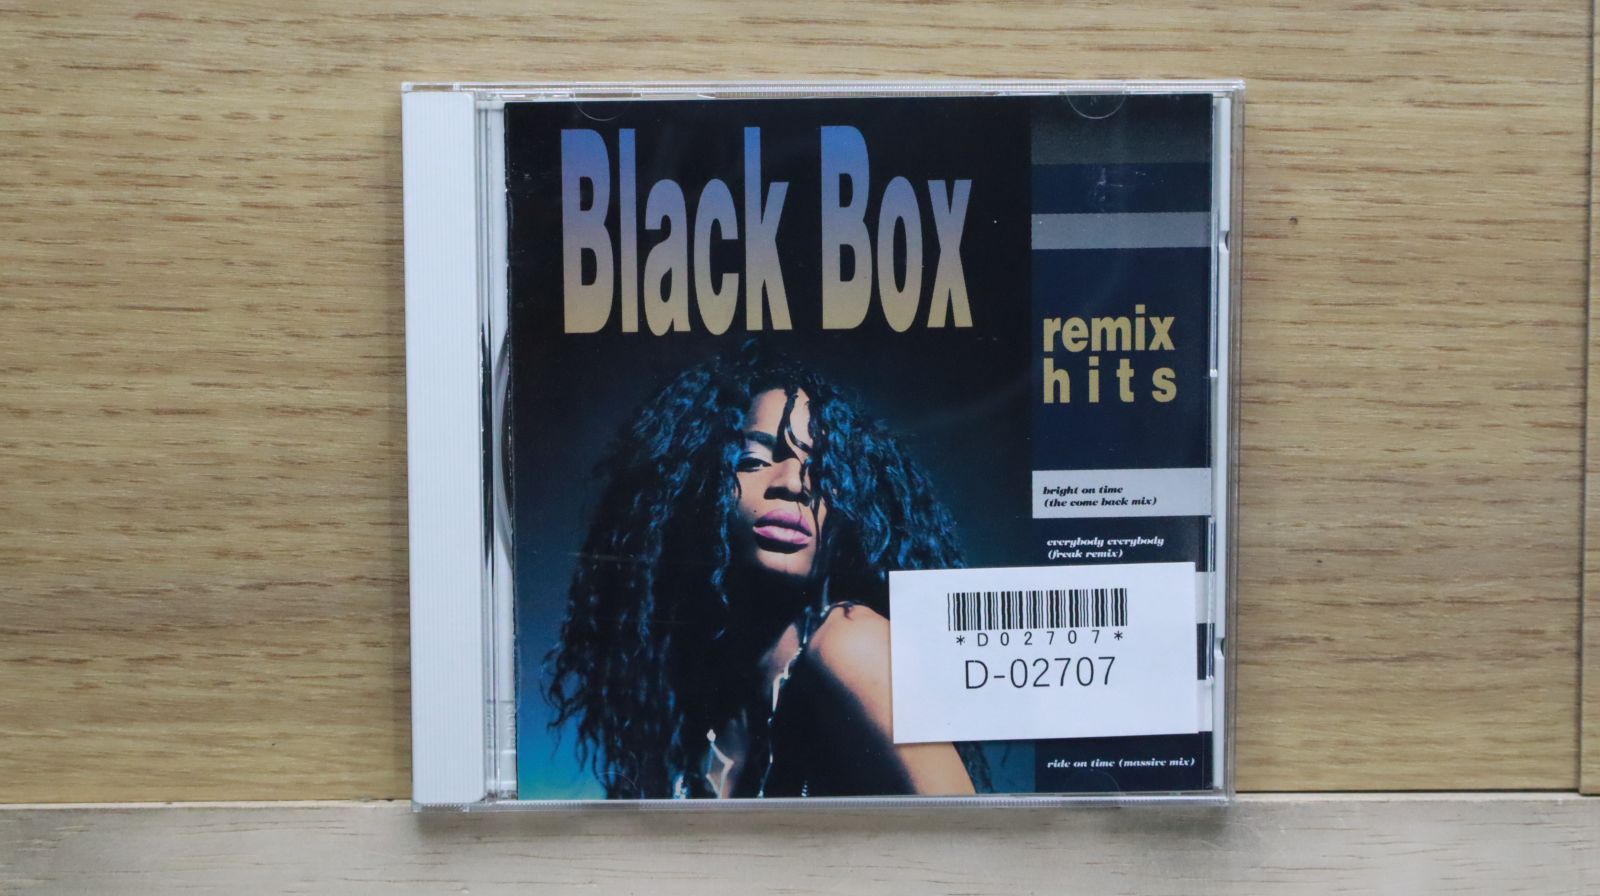 Black Box
remix
hits
bright on time
(the come back mix)
everybody everybody
(freak remix)
*D02707*
D-02707
ride on time (massive mix)